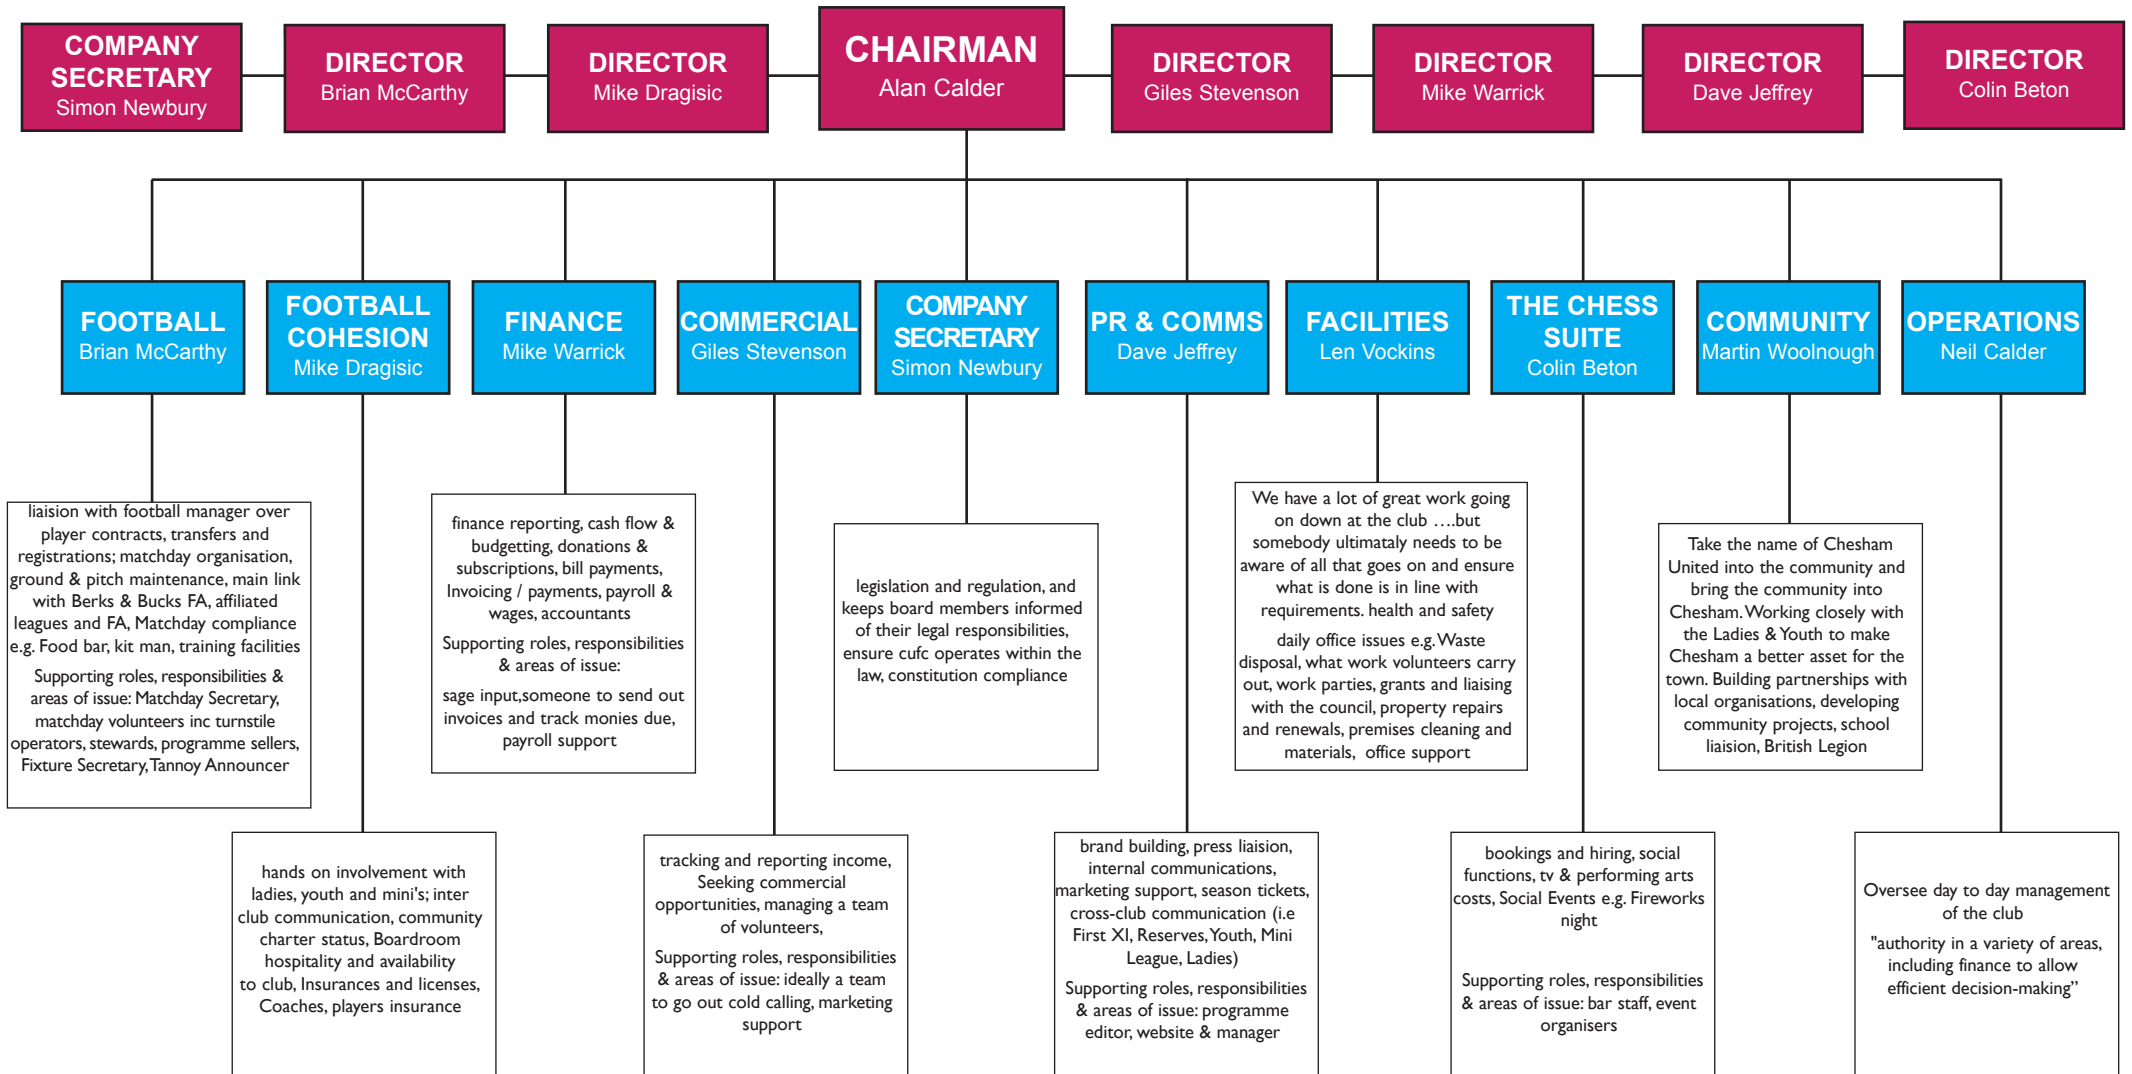 COMPANY
SECRETARY
Simon Newbury
DIRECTOR
Brian McCarthy
DIRECTOR
Mike Dragisic
CHAIRMAN
Alan Calder
DIRECTOR
Giles Stevenson
DIRECTOR
Mike Warrick
DIRECTOR
Dave Jeffrey
DIRECTOR
Colin Beton
FOOTBALL
Brian McCarthy
FOOTBALL
COHESION
Mike Dragisic
FINANCE
Mike Warrick
COMMERCIAL
Giles Stevenson
COMPANY
SECRETARY
Simon Newbury
PR & COMMS
Dave Jeffrey
FACILITIES
Len Vockins
THE CHESS
SUITE
Colin Beton
COMMUNITY
Martin Woolnough
OPERATIONS
Neil Calder
liaision with football manager over
player contracts, transfers and
registrations; matchday organisation,
ground & pitch maintenance, main link
with Berks & Bucks FA, affiliated
leagues and FA, Matchday compliance
e.g. Food bar, kit man, training facilities
Supporting roles, responsibilities &
areas of issue: Matchday Secretary,
matchday volunteers inc turnstile
operators, stewards, programme sellers,
Fixture Secretary, Tannoy Announcer
finance reporting, cash flow &
budgetting, donations &
subscriptions, bill payments,
Invoicing / payments, payroll &
wages, accountants
Supporting roles, responsibilities
& areas of issue:
sage input,someone to send out
invoices and track monies due,
payroll support
legislation and regulation, and
keeps board members informed
of their legal responsibilities,
ensure cufc operates within the
law, constitution compliance
We have a lot of great work going
on down at the club ….but
somebody ultimataly needs to be
aware of all that goes on and ensure
what is done is in line with
requirements. health and safety
daily office issues e.g. Waste
disposal, what work volunteers carry
out, work parties, grants and liaising
with the council, property repairs
and renewals, premises cleaning and
materials, office support
Take the name of Chesham
United into the community and
bring the community into
Chesham. Working closely with
the Ladies & Youth to make
Chesham a better asset for the
town. Building partnerships with
local organisations, developing
community projects, school
liaision, British Legion
hands on involvement with
ladies, youth and mini's; inter
club communication, community
charter status, Boardroom
hospitality and availability
to club, Insurances and licenses,
Coaches, players insurance
tracking and reporting income,
Seeking commercial
opportunities, managing a team
of volunteers,
Supporting roles, responsibilities
& areas of issue: ideally a team
to go out cold calling, marketing
support
brand building, press liaision,
internal communications,
marketing support, season tickets,
cross-club communication (i.e
First XI, Reserves, Youth, Mini
League, Ladies)
Supporting roles, responsibilities
& areas of issue: programme
editor, website & manager
bookings and hiring, social
functions, tv & performing arts
costs, Social Events e.g. Fireworks
night
Supporting roles, responsibilities
& areas of issue: bar staff, event
organisers
Oversee day to day management
of the club
"authority in a variety of areas,
including finance to allow
efficient decision-making”